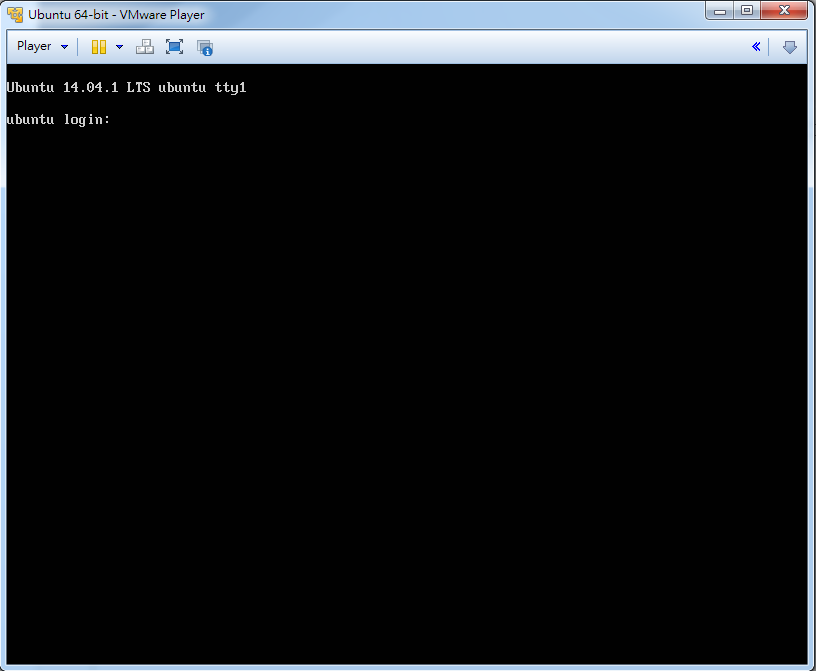 Ubuntu 64-bit - VMware Player
Player
Ubuntu 14.04.1 LTS ubuntu tty1
ubuntu login: